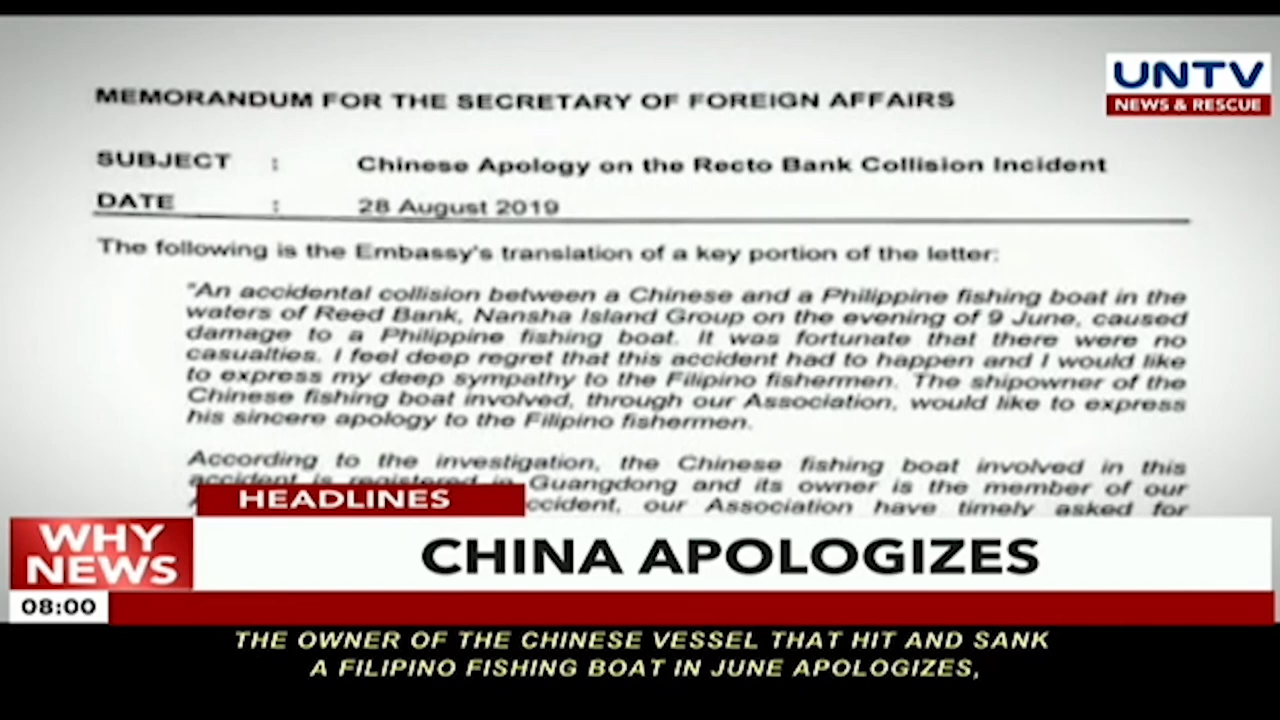 UNTV
NEWS & RESCUE
MEMORANDUM FOR THE SECRETARY OF FOREIGN AFFAIRS
SUBJECT : Chinese Apology on the Recto Bank Collision Incident
DATE : 28 August 2019
The following is the Embassy's translation of a key portion of the letter:
"An accidental collision between a Chinese and a Philippine fishing boat in the
waters of Reed Bank, Nansha Island Group on the evening of 9 June, caused
damage to a Philippine fishing boat. It was fortunate that there were no
casualties. I feel deep regret that this accident had to happen and I would like
to express my deep sympathy to the Filipino fishermen. The shipowner of the
Chinese fishing boat involved, through our Association, would like to express
his sincere apology to the Filipino fishermen.
According to the investigation, the Chinese fishing boat involved in this
accident is registered in Guangdong and its owner is the member of our
ccident, our Association have timely asked for
HEADLINES
WHY
NEWS
CHINA APOLOGIZES
08:00
THE OWNER OF THE CHINESE VESSEL THAT HIT AND SANK
A FILIPINO FISHING BOAT IN JUNE APOLOGIZES,